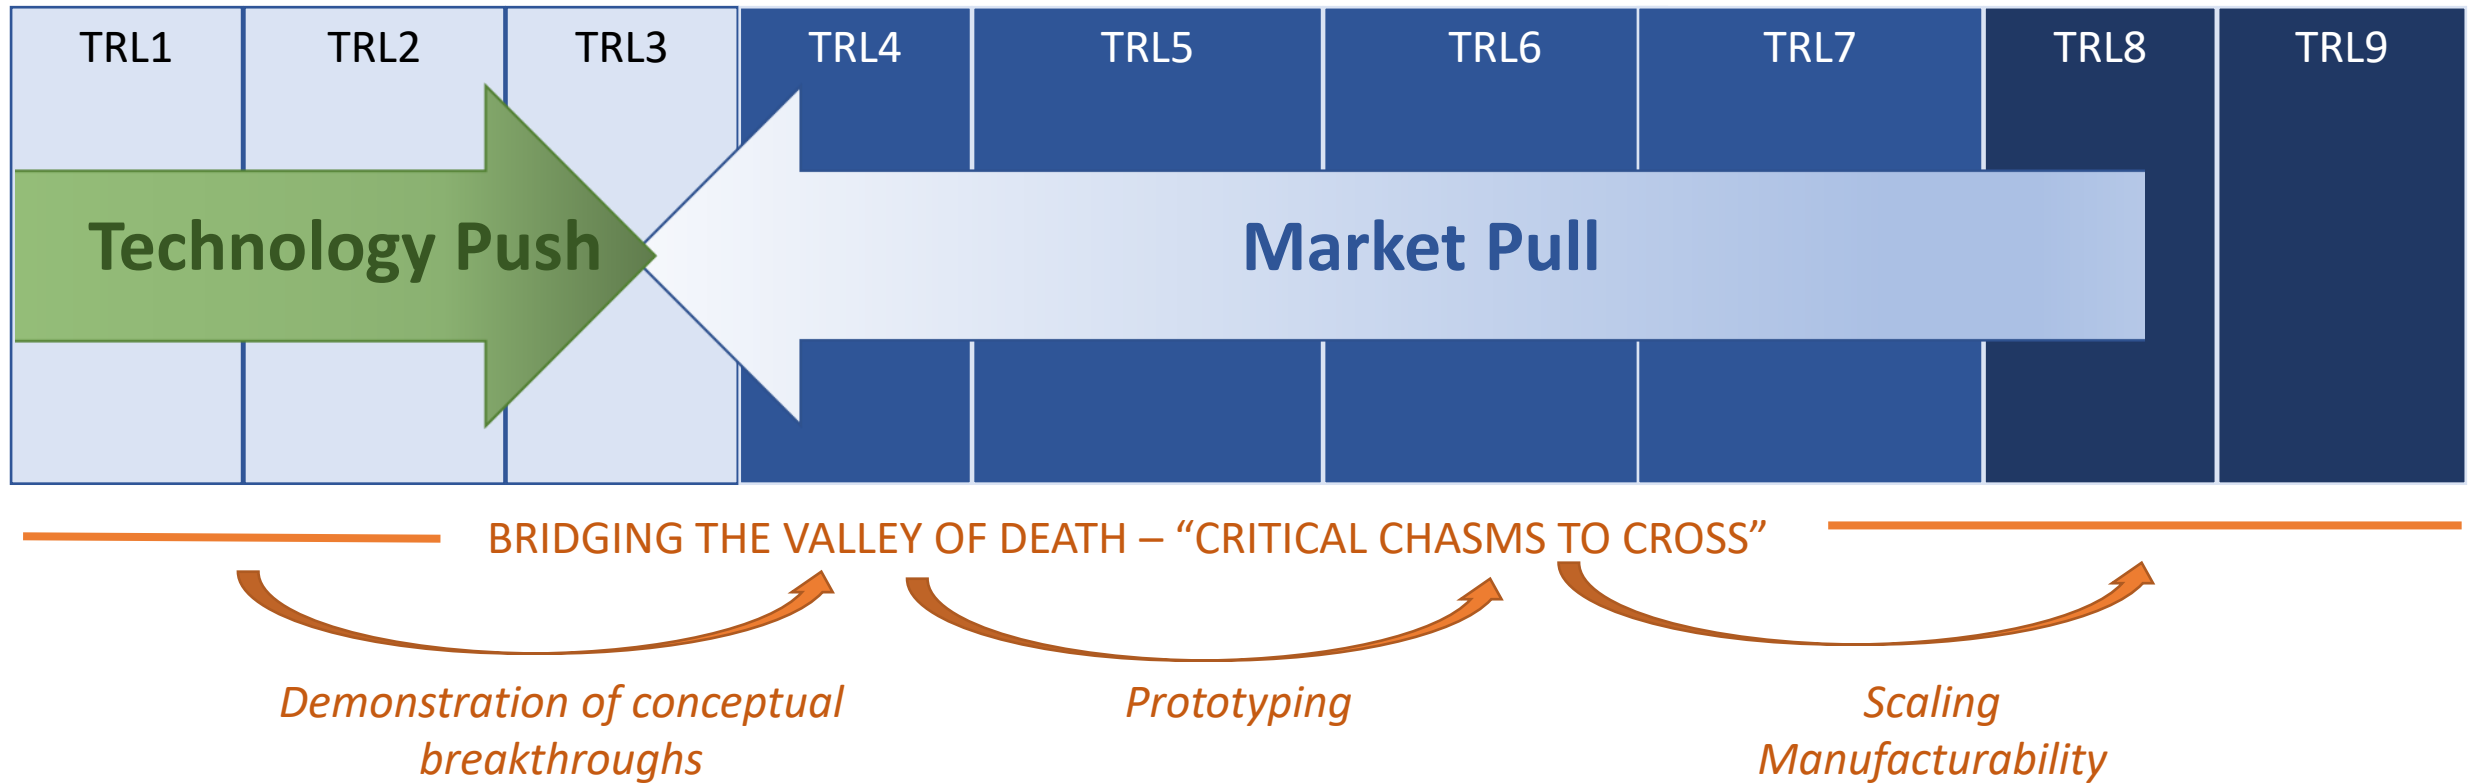 TRL1 TRL2 TRL3 TRL4 TRL5 TRL6 TRL7 TRL8 TRL9
Technology Push
Market Pull
BRIDGING THE VALLEY OF DEATH – “CRITICAL CHASMS TO CROSS”
Demonstration of conceptual
breakthroughs
Prototyping
Scaling
Manufacturability